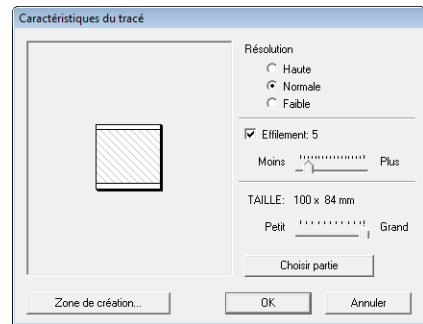 Caractéristiques du tracé
Résolution
Haute
Normale
Faible
Effilement: 5
Moins Plus
TAILLE: 100 x 84 mm
Petit Grand
Choisir partie
Zone de création... OK Annuler